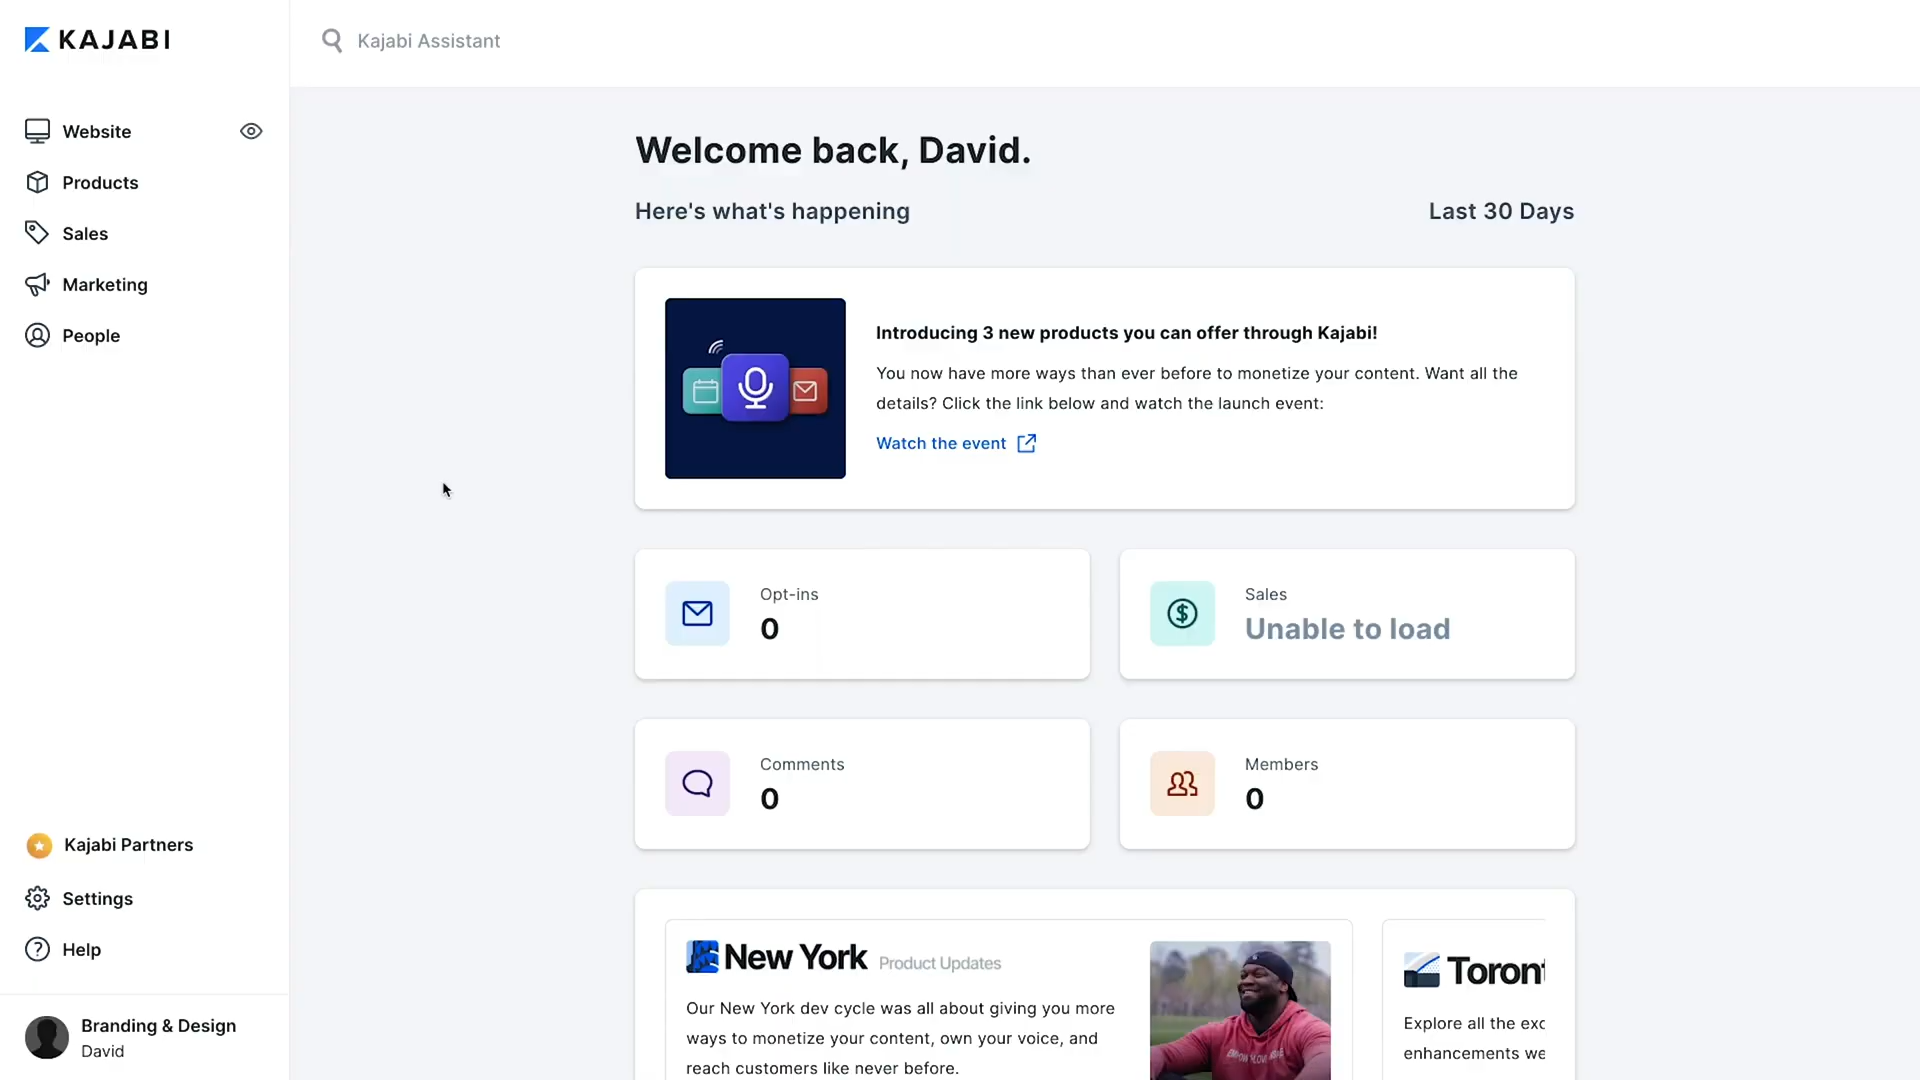 KAJABI
Kajabi Assistant
Website
Products
Sales
Marketing
People
Kajabi Partners
Settings
Help
Branding & Design
David
Welcome back, David.
Here's what's happening
Last 30 Days
Introducing 3 new products you can offer through Kajabi!
You now have more ways than ever before to monetize your content. Want all the
details? Click the link below and watch the launch event:
Watch the event
Opt-ins
0
Sales
Unable to load
Comments
0
Members
0
New York Product Updates
Our New York dev cycle was all about giving you more
ways to monetize your content, own your voice, and
reach customers like never before.
Toron
Explore all the exc
enhancements we